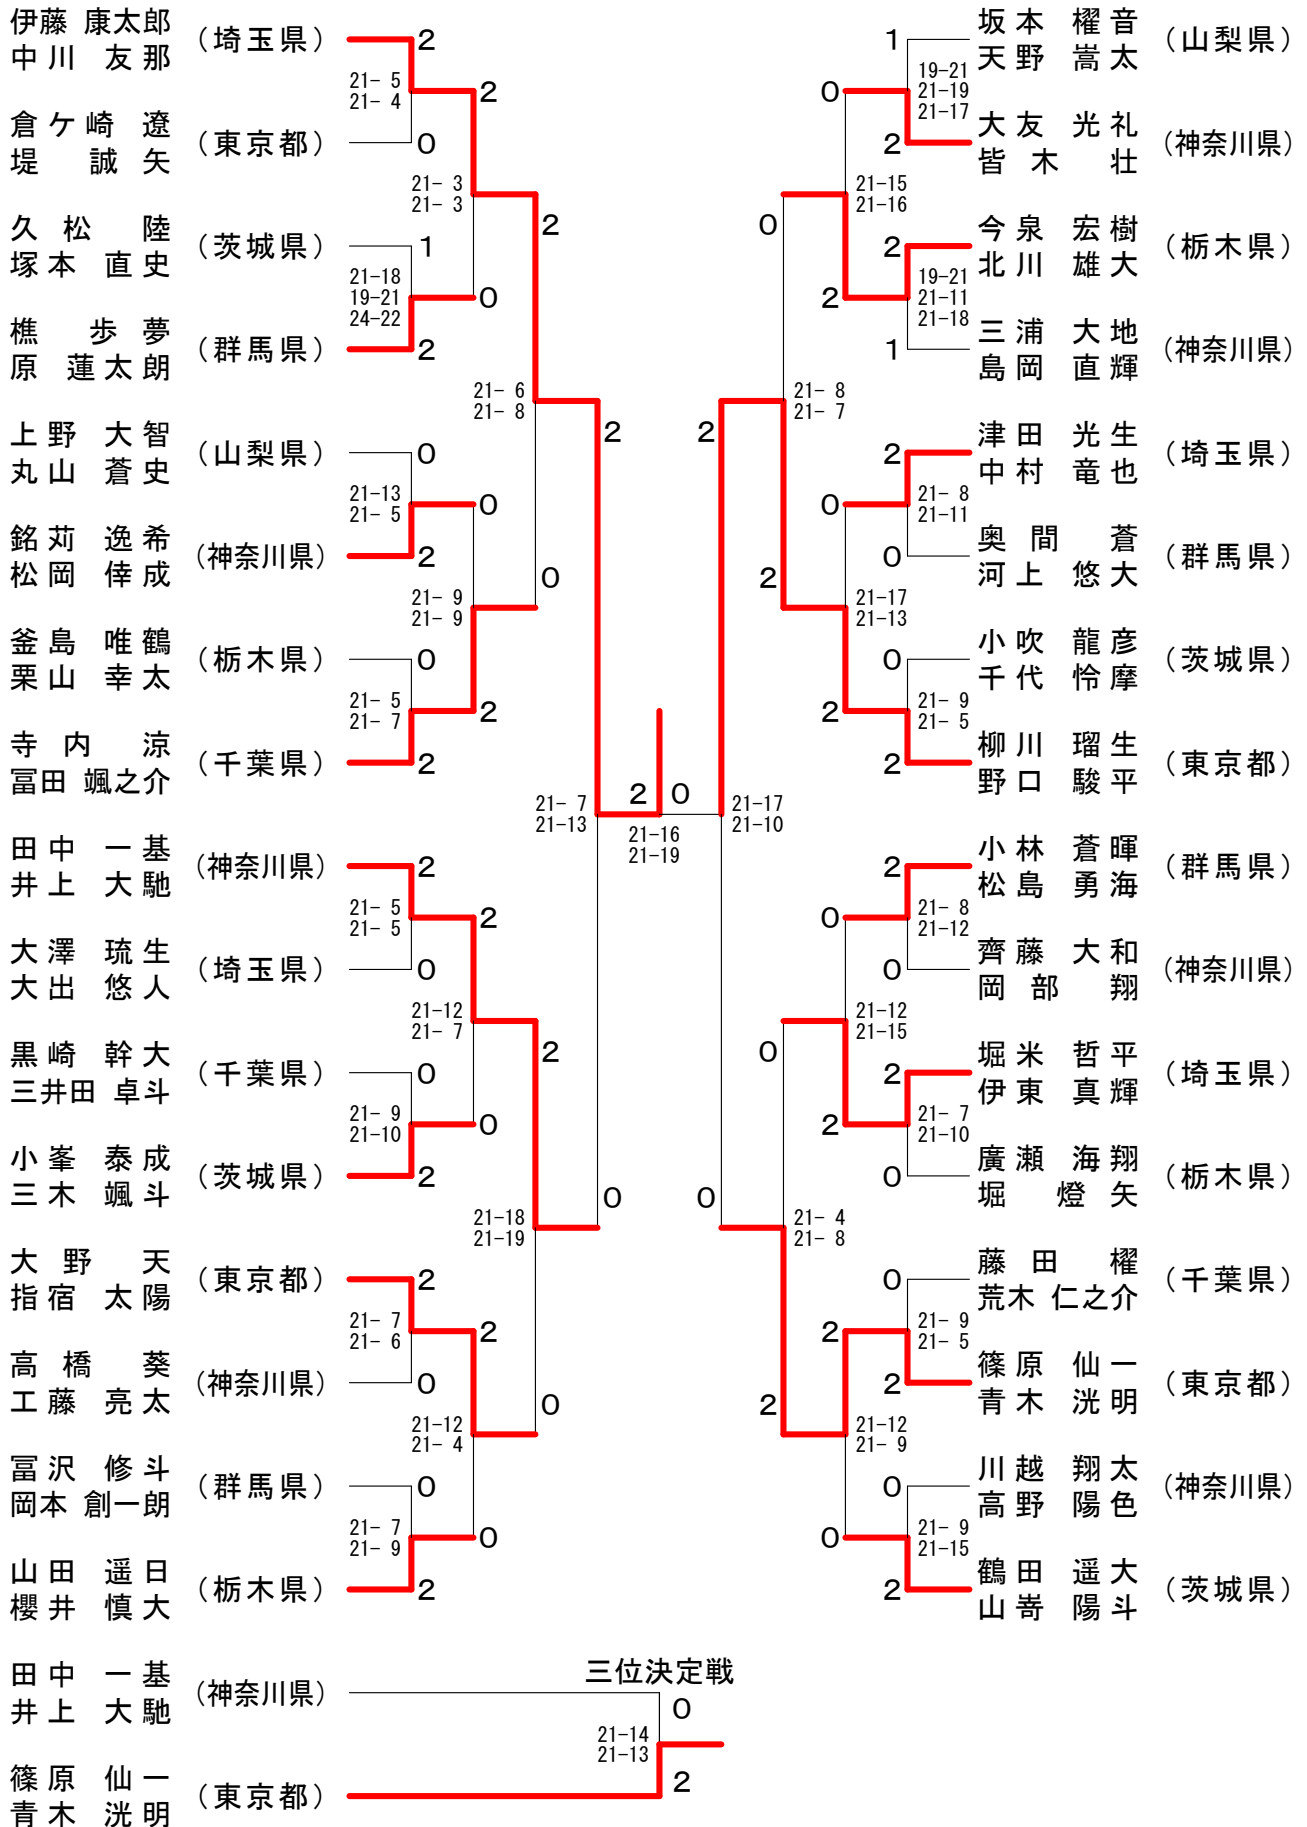 伊藤 康太郎
中川 友那
(埼玉県)
2
21- 5
21- 4
2
倉ケ崎 遼
堤 誠矢
(東京都)
0
21- 3
21- 3
2
久松 陸
塚本 直史
(茨城県)
1
21-18
19-21
24-22
0
樵 歩夢
原 蓮太朗
(群馬県)
2
21- 6
21- 8
2
上野 大智
丸山 蒼史
(山梨県)
0
21-13
21- 5
0
銘苅 逸希
松岡 倖成
(神奈川県)
2
21- 9
21- 9
0
釜島 唯鶴
栗山 幸太
(栃木県)
0
21- 5
21- 7
2
寺内 涼
冨田 颯之介
(千葉県)
2
21- 7
21-13
田中 一基
井上 大馳
(神奈川県)
2
21- 5
21- 5
2
大澤 琉生
大出 悠人
(埼玉県)
0
21-12
21- 7
2
黒崎 幹大
三井田 卓斗
(千葉県)
0
21- 9
21-10
0
小峯 泰成
三木 颯斗
(茨城県)
2
21-18
21-19
0
大野 天
指宿 太陽
(東京都)
2
21- 7
21- 6
2
高橋 葵
工藤 亮太
(神奈川県)
0
21-12
21- 4
0
冨沢 修斗
岡本 創一朗
(群馬県)
0
21- 7
21- 9
0
山田 遥日
櫻井 慎大
(栃木県)
2
2 0
21-16
21-19
坂本 櫂音
天野 嵩太
(山梨県)
1
19-21
21-19
21-17
0
大友 光礼
皆木 壮
(神奈川県)
2
21-15
21-16
0
今泉 宏樹
北川 雄大
(栃木県)
2
19-21
21-11
21-18
2
三浦 大地
島岡 直輝
(神奈川県)
1
21- 8
21- 7
2
津田 光生
中村 竜也
(埼玉県)
2
21- 8
21-11
0
奥間 蒼
河上 悠大
(群馬県)
0
21-17
21-13
2
小吹 龍彦
千代 怜摩
(茨城県)
0
21- 9
21- 5
2
柳川 瑠生
野口 駿平
(東京都)
2
21-17
21-10
小林 蒼暉
松島 勇海
(群馬県)
2
21- 8
21-12
0
齊藤 大和
岡部 翔
(神奈川県)
0
21-12
21-15
0
堀米 哲平
伊東 真輝
(埼玉県)
2
21- 7
21-10
2
廣瀬 海翔
堀 燈矢
(栃木県)
0
21- 4
21- 8
0
藤田 櫂
荒木 仁之介
(千葉県)
0
21- 9
21- 5
2
篠原 仙一
青木 洸明
(東京都)
2
21-12
21- 9
2
川越 翔太
高野 陽色
(神奈川県)
0
21- 9
21-15
0
鶴田 遥大
山嵜 陽斗
(茨城県)
2
三位決定戦
田中 一基
井上 大馳
(神奈川県)
0
21-14
21-13
篠原 仙一
青木 洸明
(東京都)
2